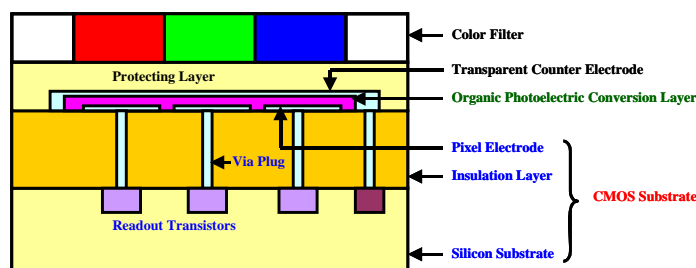 Color Filter
Protecting Layer
Transparent Counter Electrode
Organic Photoelectric Conversion Layer
Pixel Electrode
Via Plug
Insulation Layer
CMOS Substrate
Readout Transistors
Silicon Substrate